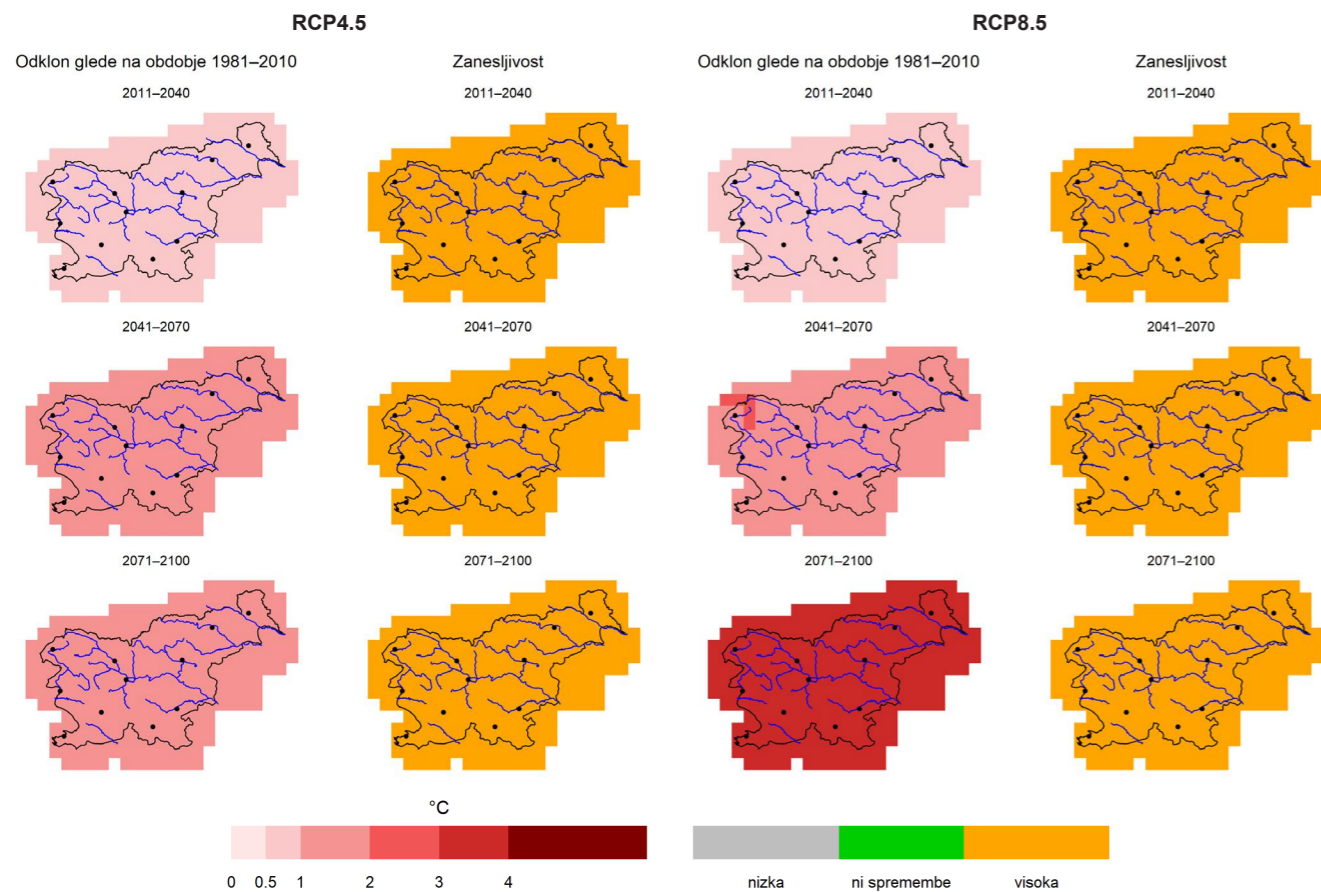 RCP4.5 RCP8.5
Odklon glede na obdobje 1981–2010 Zanesljivost Odklon glede na obdobje 1981–2010 Zanesljivost
2011–2040 2011–2040 2011–2040 2011–2040
2041–2070 2041–2070 2041–2070 2041–2070
2071–2100 2071–2100 2071–2100 2071–2100
°C
0 0.5 1 2 3 4 nizka ni spremembe visoka